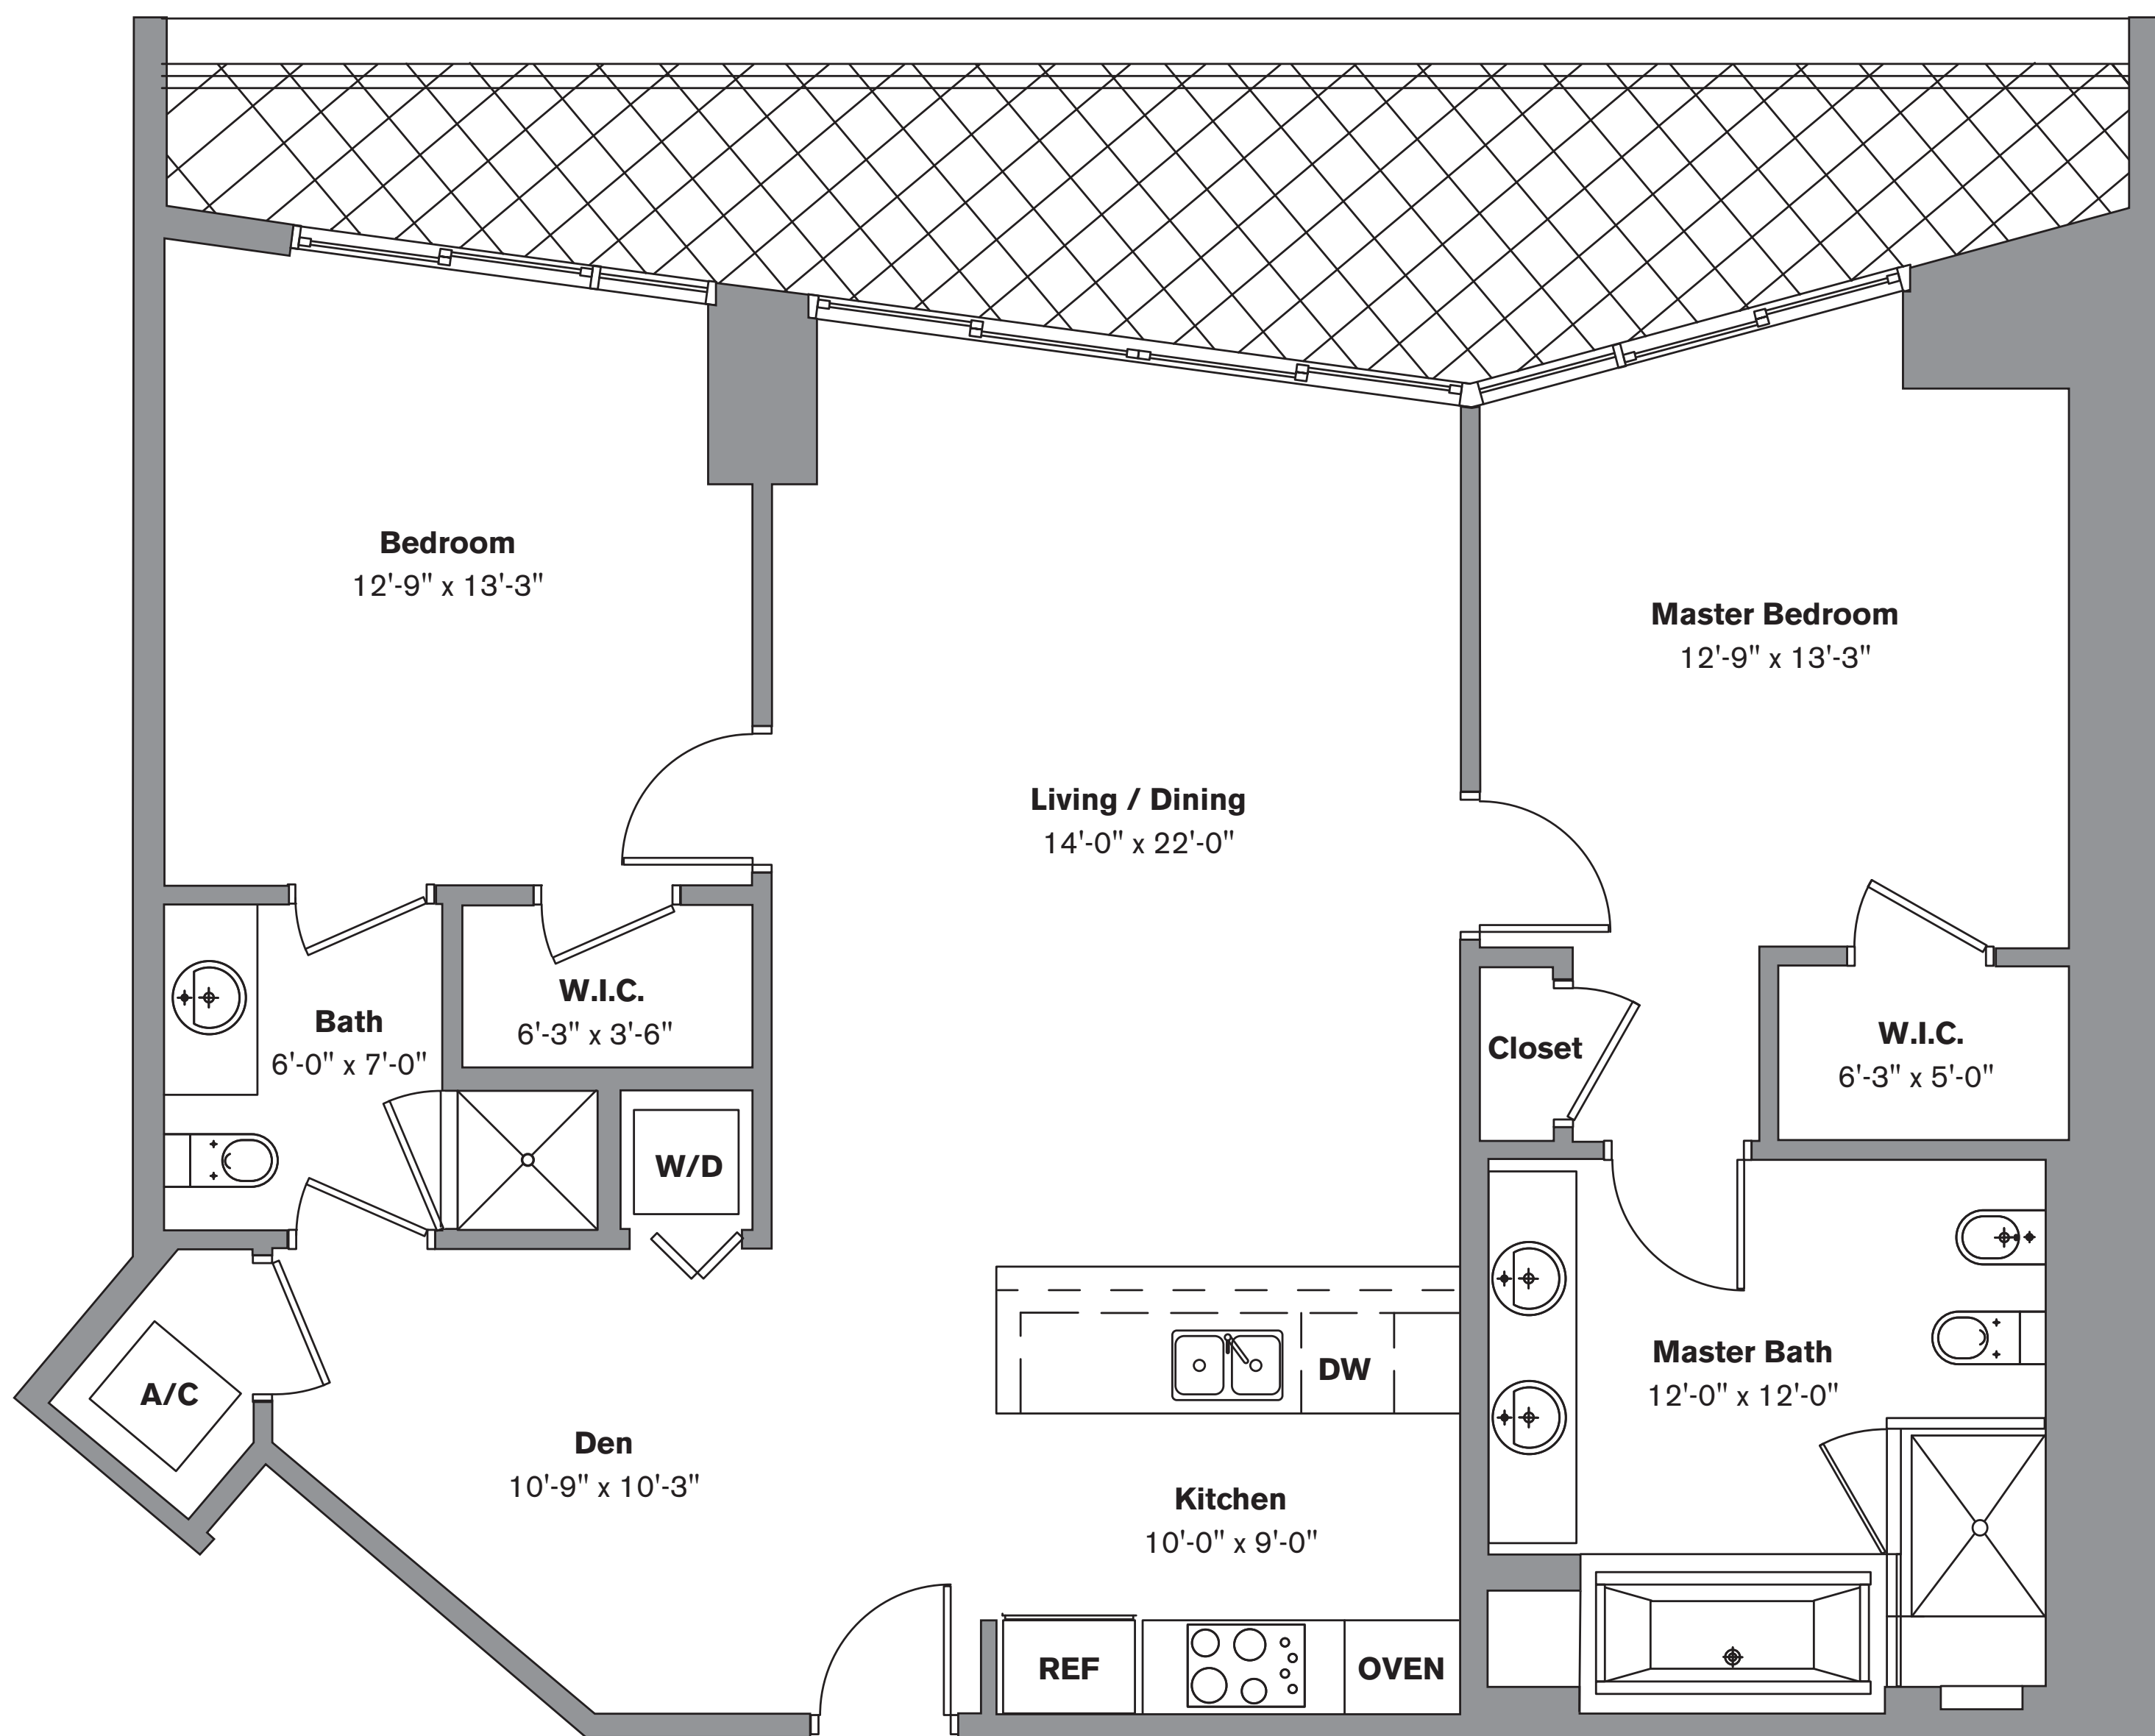 Bedroom
12'-9" x 13'-3"
Master Bedroom
12'-9" x 13'-3"
Living / Dining
14'-0" x 22'-0"
W.I.C.
6'-3" x 3'-6"
Bath
6'-0" x 7'-0"
Closet
W.I.C.
6'-3" x 5'-0"
W/D
A/C
DW
Master Bath
12'-0" x 12'-0"
Den
10'-9" x 10'-3"
Kitchen
10'-0" x 9'-0"
REF
OVEN